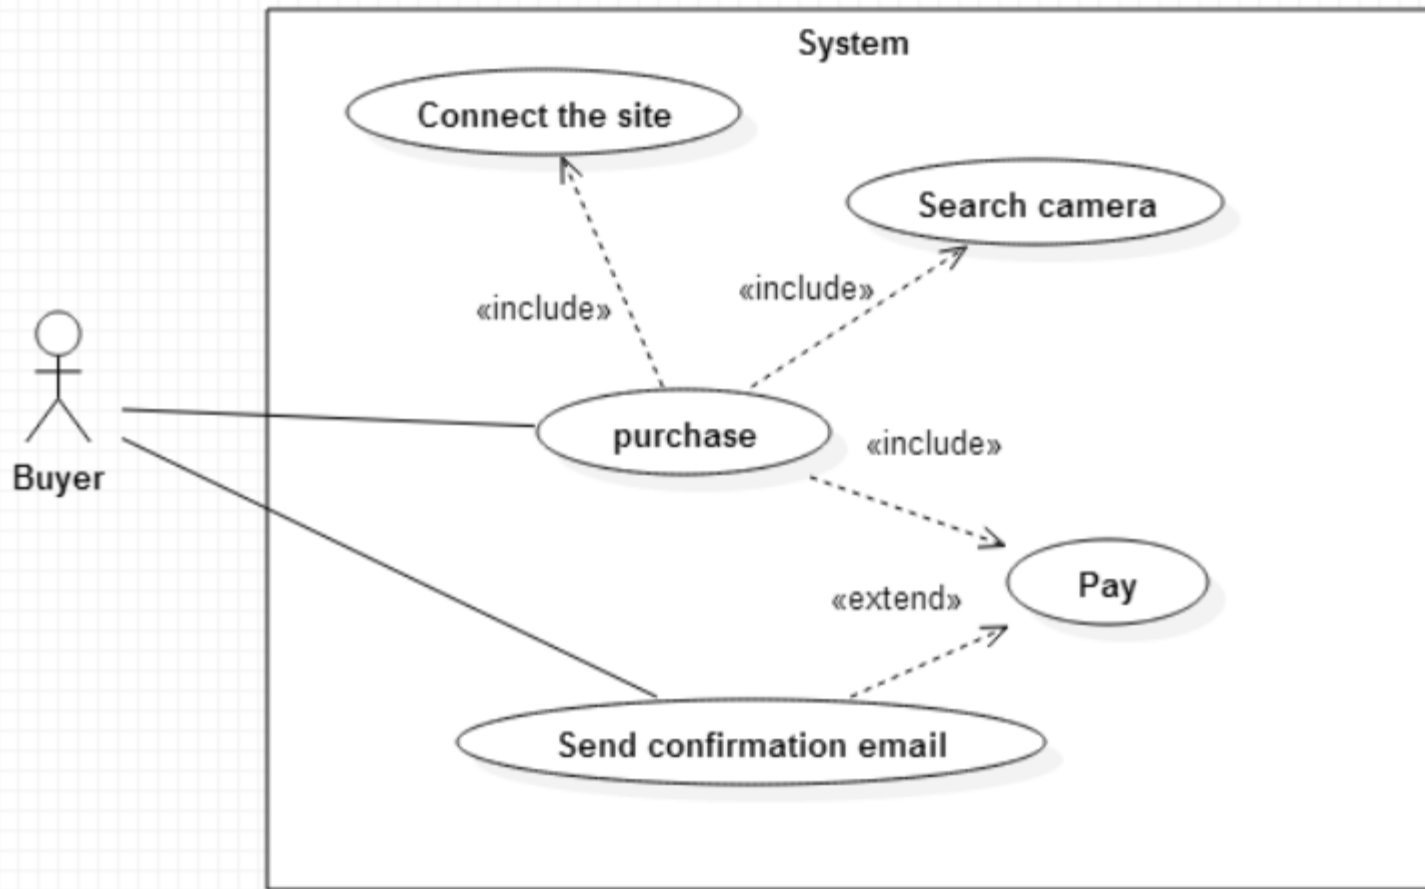 System
Connect the site
Search camera
«include»
«include»
purchase
«include»
Buyer
Pay
«extend»
Send confirmation email